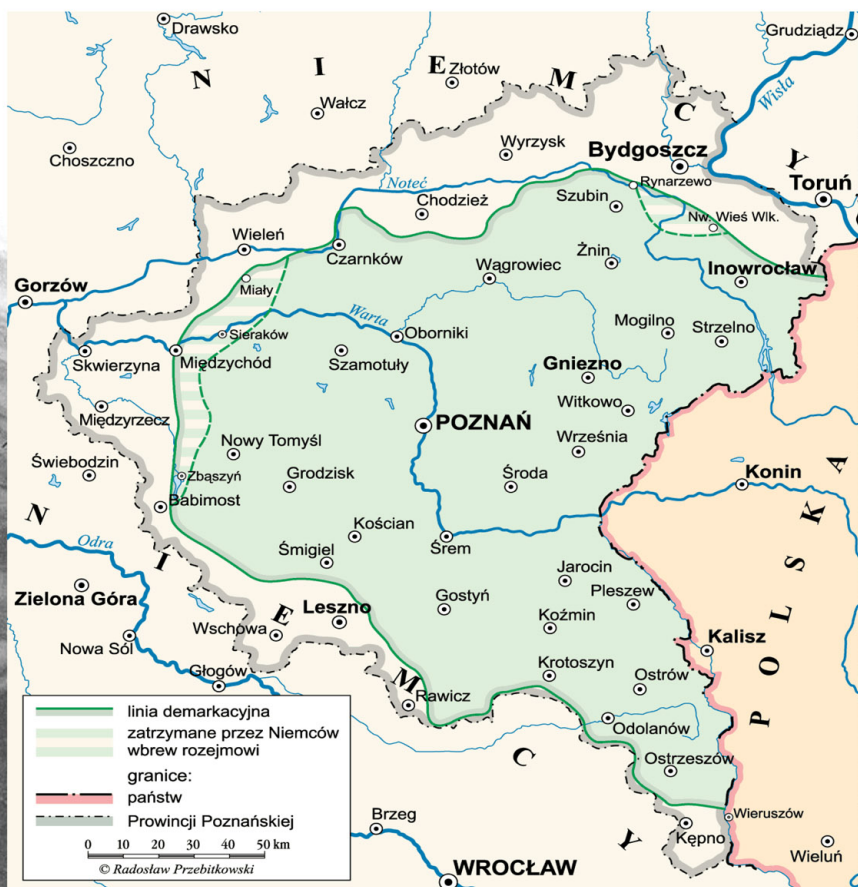 Drawsko
Grudziądz
N I E M C Y
Złotów
Wisła
Wałcz
Choszczno
Wyrzysk
Bydgoszcz
Noteć
Rynarzewo
Toruń
Chodzież
Szubin
Nw. Wieś Wlk.
Wieleń
Czarnków
Żnin
Miały
Wągrowiec
Inowrocław
Gorzów
Warta
Sieraków
Oborniki
Mogilno
Strzelno
Skwierzyna
Międzychód
Szamotuły
Gniezno
Międzyrzecz
Witkowo
POZNAŃ
Nowy Tomyśl
Września
Świebodzin
Zbąszyń
Grodzisk
Środa
Konin
Babimost
POLSKA
N I E M C Y
Kościan
Śrem
Odra
Śmigiel
Jarocin
Zielona Góra
Gostyń
Pleszew
Leszno
Wschowa
Koźmin
Nowa Sól
Kalisz
Głogów
Krotoszyn
Ostrów
Rawicz
Odolanów
Ostrzeszów
Wieruszów
Kępno
Brzeg
Wieluń
WROCŁAW
linia demarkacyjna
zatrzymane przez Niemców
wbrew rozejmowi
granice:
państw
Prowincji Poznańskiej
0 10 20 30 40 50 km
© Radosław Przebitkowski